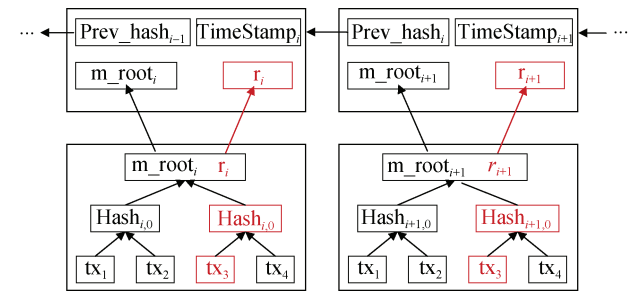 ... Prev_hash_{i-1} TimeStamp_i Prev_hash_i TimeStamp_{i+1} ...
m_root_i r_i m_root_{i+1} r_{i+1}
m_root_i r_i m_root_{i+1} r_{i+1}
Hash_{i,0} Hash_{i,0} Hash_{i+1,0} Hash_{i+1,0}
tx_1 tx_2 tx_3 tx_4 tx_1 tx_2 tx_3 tx_4